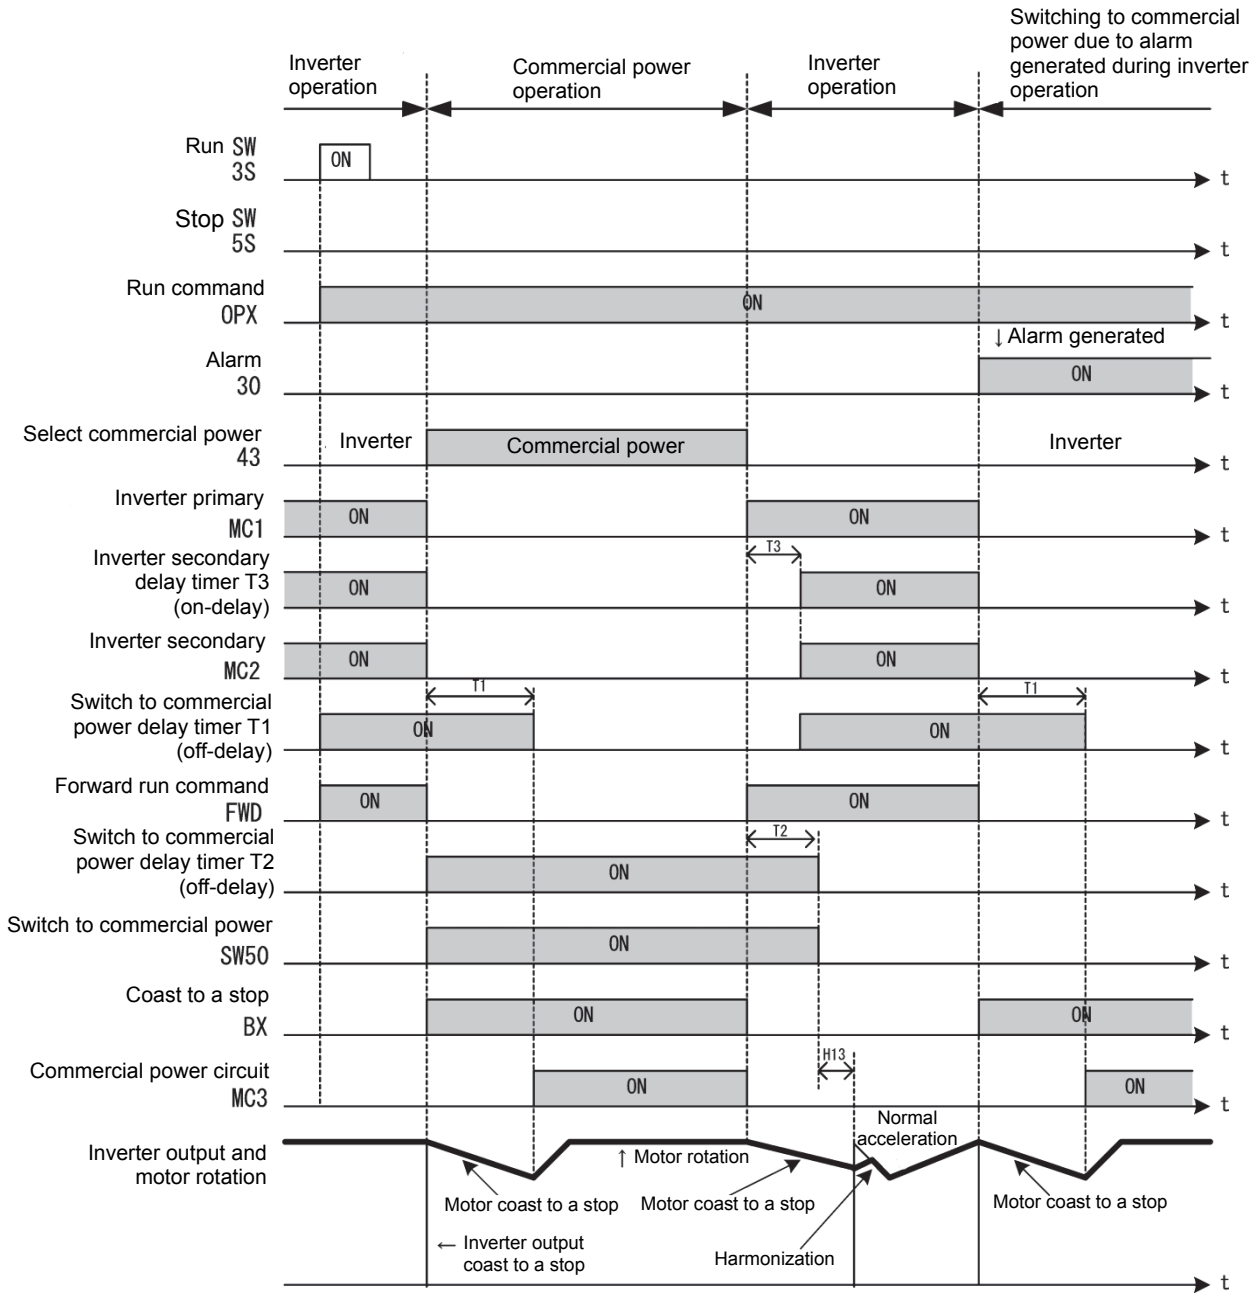 Switching to commercial
power due to alarm
generated during inverter
operation
Inverter
operation
Commercial power
operation
Inverter
operation
Run SW
3S
ON
t
Stop SW
5S
t
Run command
OPX
ON
t
↓ Alarm generated
Alarm
30
ON
t
Select commercial power
43
Inverter
Commercial power
Inverter
t
Inverter primary
MC1
ON
ON
t
T3
Inverter secondary
delay timer T3
(on-delay)
ON
ON
t
Inverter secondary
MC2
ON
ON
t
T1
T1
Switch to commercial
power delay timer T1
(off-delay)
ON
ON
t
Forward run command
FWD
ON
ON
t
T2
Switch to commercial
power delay timer T2
(off-delay)
ON
t
Switch to commercial power
SW50
ON
t
Coast to a stop
BX
ON
ON
t
H13
Commercial power circuit
MC3
ON
ON
t
Normal
acceleration
Inverter output and
motor rotation
↑ Motor rotation
Motor coast to a stop
Motor coast to a stop
Motor coast to a stop
← Inverter output
coast to a stop
Harmonization
t